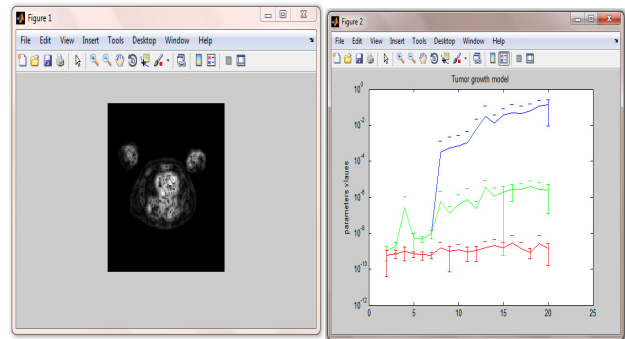 Figure 1
File Edit View Insert Tools Desktop Window Help
Figure 2
File Edit View Insert Tools Desktop Window Help
Tumor growth model
parameters vlaues
10^0
10^-2
10^-4
10^-6
10^-8
10^-10
10^-12
0 5 10 15 20 25